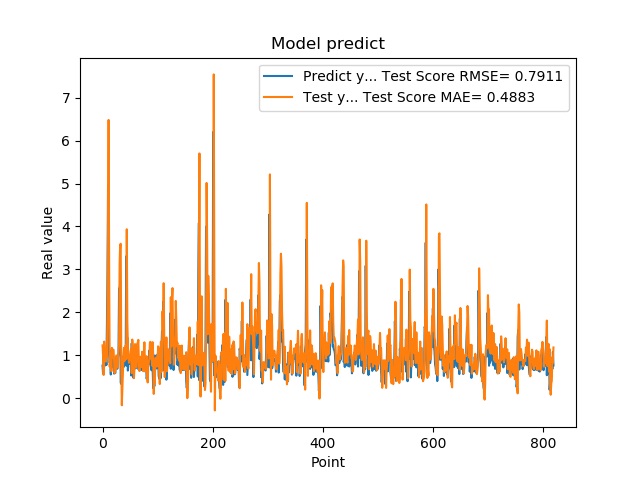 Model predict
Predict y... Test Score RMSE= 0.7911
Test y... Test Score MAE= 0.4883
Real value
7
6
5
4
3
2
1
0
0 200 400 600 800
Point